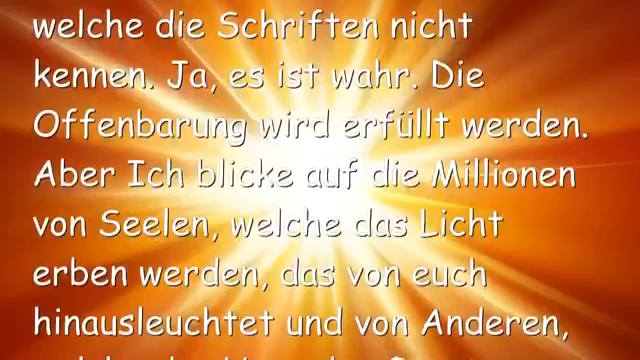 welche die Schriften nicht
kennen. Ja, es ist wahr. Die
Offenbarung wird erfüllt werden.
Aber Ich blicke auf die Millionen
von Seelen, welche das Licht
erben werden, das von euch
hinausleuchtet und von Anderen,